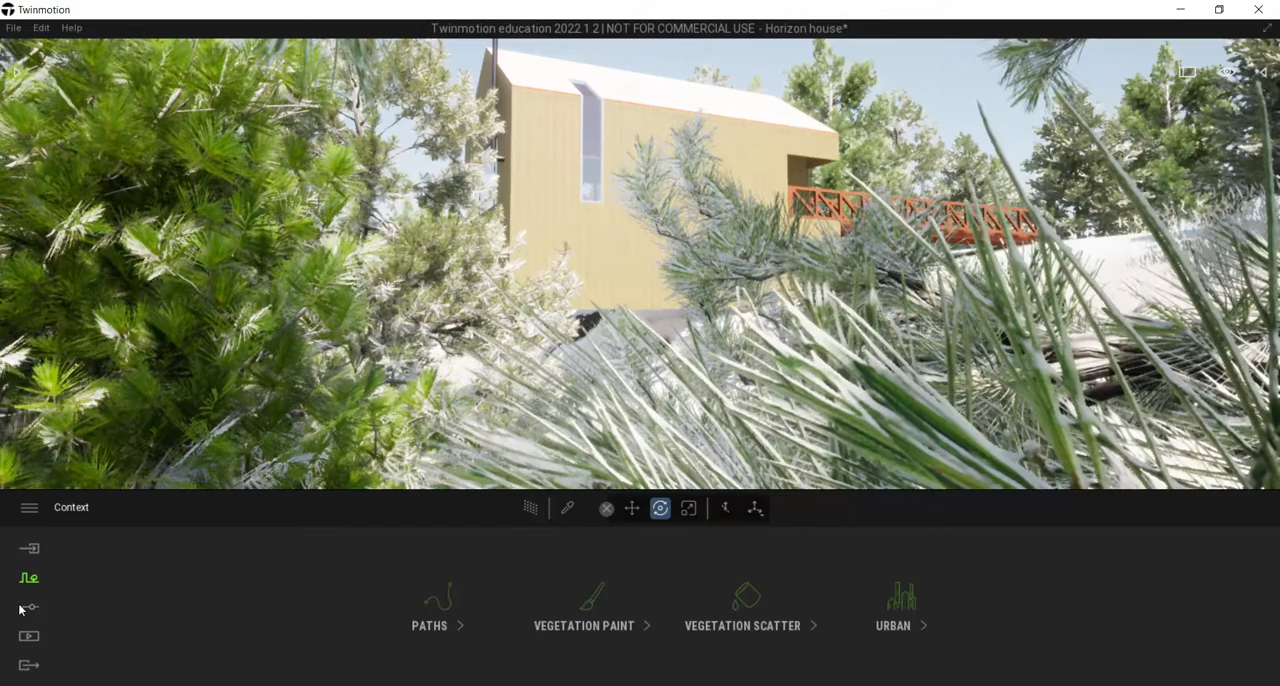 Twinmotion
File Edit Help
Twinmotion education 2022.1.2 | NOT FOR COMMERCIAL USE - Horizon house*
Context
PATHS
VEGETATION PAINT
VEGETATION SCATTER
URBAN